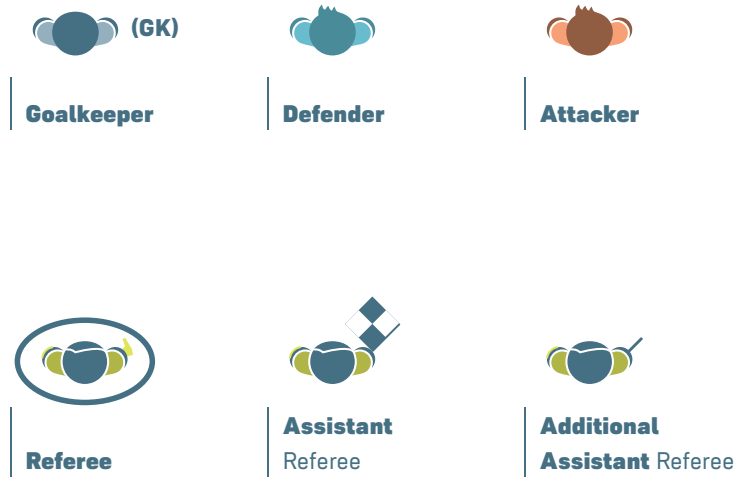 (GK)
Goalkeeper
Defender
Attacker
Referee
Assistant
Referee
Additional
Assistant Referee